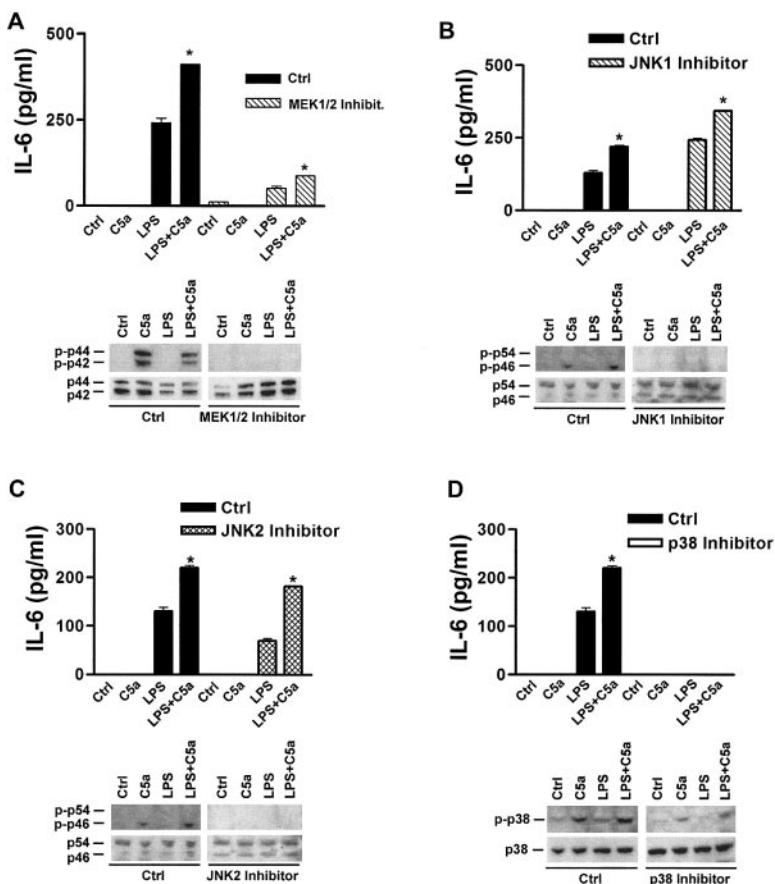 A
IL-6 (pg/ml)
500
250
0
Ctrl
MEK1/2 Inhibit.
*
*
Ctrl C5a LPS LPS+C5a Ctrl C5a LPS LPS+C5a
Ctrl C5a LPS LPS+C5a Ctrl C5a LPS LPS+C5a
p-p44
p-p42
p44
p42
Ctrl MEK1/2 Inhibitor
B
IL-6 (pg/ml)
500
250
0
Ctrl
JNK1 Inhibitor
*
*
Ctrl C5a LPS LPS+C5a Ctrl C5a LPS LPS+C5a
Ctrl C5a LPS LPS+C5a Ctrl C5a LPS LPS+C5a
p-p54
p-p46
p54
p46
Ctrl JNK1 Inhibitor
C
IL-6 (pg/ml)
300
200
100
0
Ctrl
JNK2 Inhibitor
*
*
Ctrl C5a LPS LPS+C5a Ctrl C5a LPS LPS+C5a
Ctrl C5a LPS LPS+C5a Ctrl C5a LPS LPS+C5a
p-p54
p-p46
p54
p46
Ctrl JNK2 Inhibitor
D
IL-6 (pg/ml)
300
200
100
0
Ctrl
p38 Inhibitor
*
Ctrl C5a LPS LPS+C5a Ctrl C5a LPS LPS+C5a
Ctrl C5a LPS LPS+C5a Ctrl C5a LPS LPS+C5a
p-p38
p38
Ctrl p38 Inhibitor